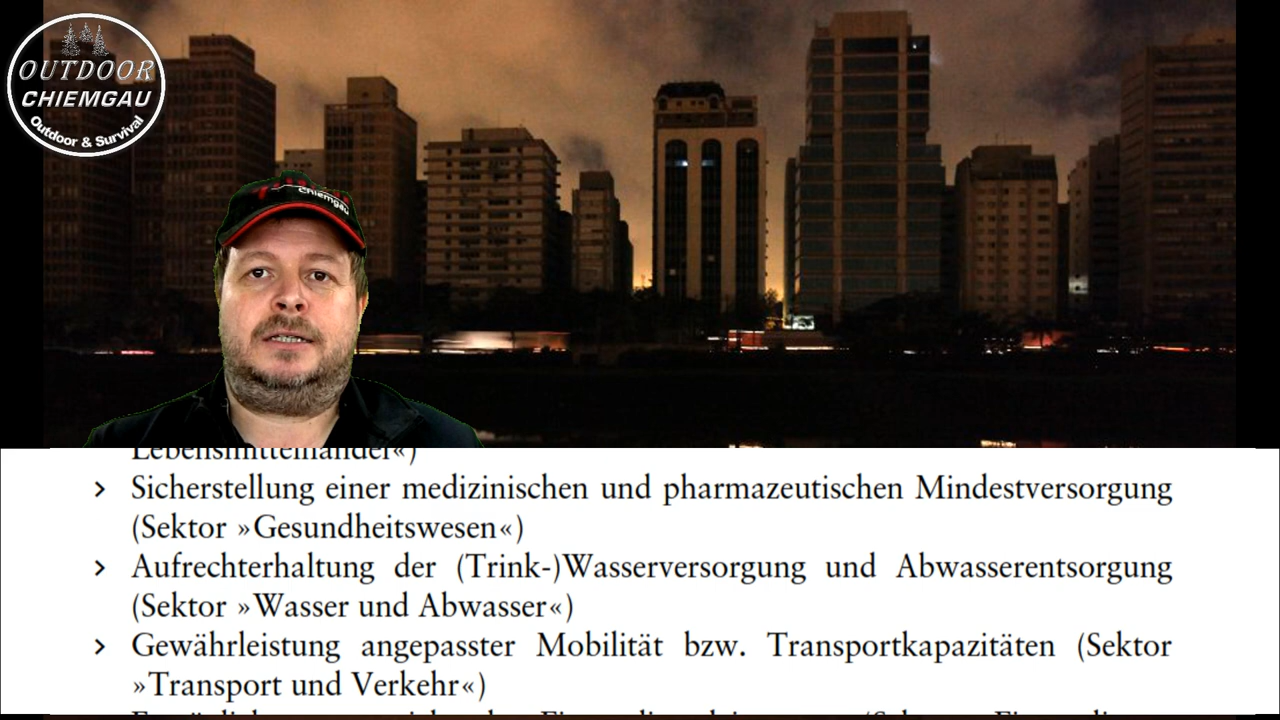 OUTDOOR
CHIEMGAU
Outdoor & Survival
chiemgau
Lebensmittelhandel«)
› Sicherstellung einer medizinischen und pharmazeutischen Mindestversorgung
(Sektor »Gesundheitswesen«)
› Aufrechterhaltung der (Trink-)Wasserversorgung und Abwasserentsorgung
(Sektor »Wasser und Abwasser«)
› Gewährleistung angepasster Mobilität bzw. Transportkapazitäten (Sektor
»Transport und Verkehr«)